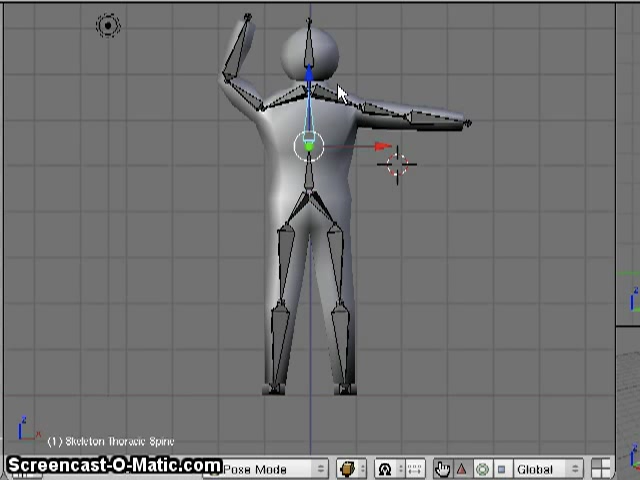 (1) Skeleton Thoracic Spine
Screencast-O-Matic.com
Pose Mode
Global